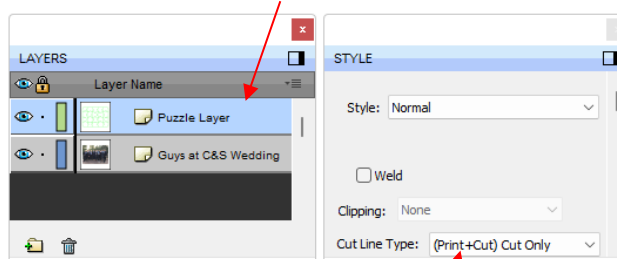 x
LAYERS
Layer Name
Puzzle Layer
Guys at C&S Wedding
STYLE
Style: Normal
Weld
Clipping: None
Cut Line Type: (Print+Cut) Cut Only